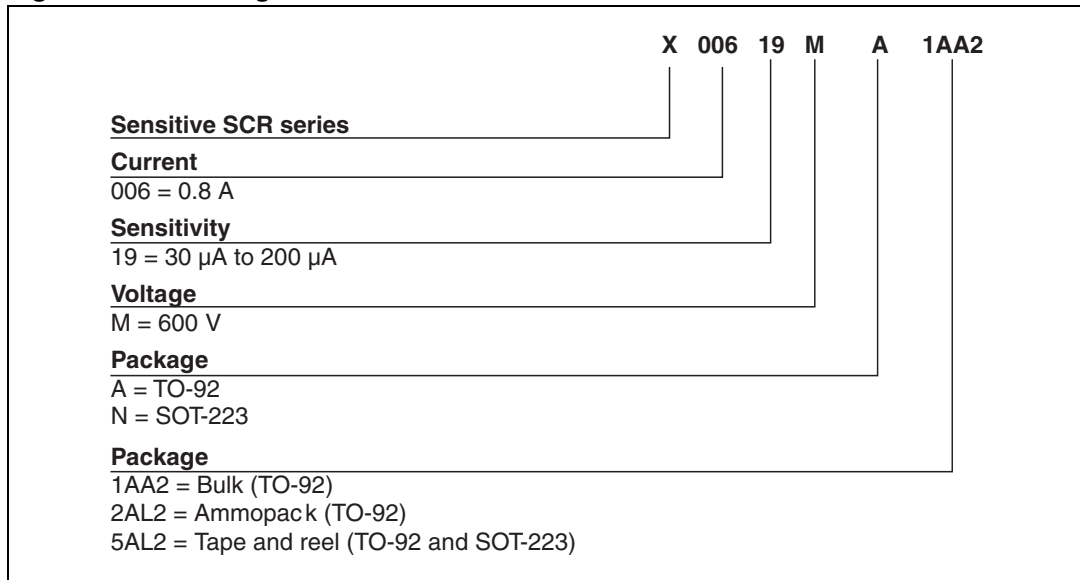 X 006 19 M A 1AA2
Sensitive SCR series
Current
006 = 0.8 A
Sensitivity
19 = 30 µA to 200 µA
Voltage
M = 600 V
Package
A = TO-92
N = SOT-223
Package
1AA2 = Bulk (TO-92)
2AL2 = Ammopack (TO-92)
5AL2 = Tape and reel (TO-92 and SOT-223)